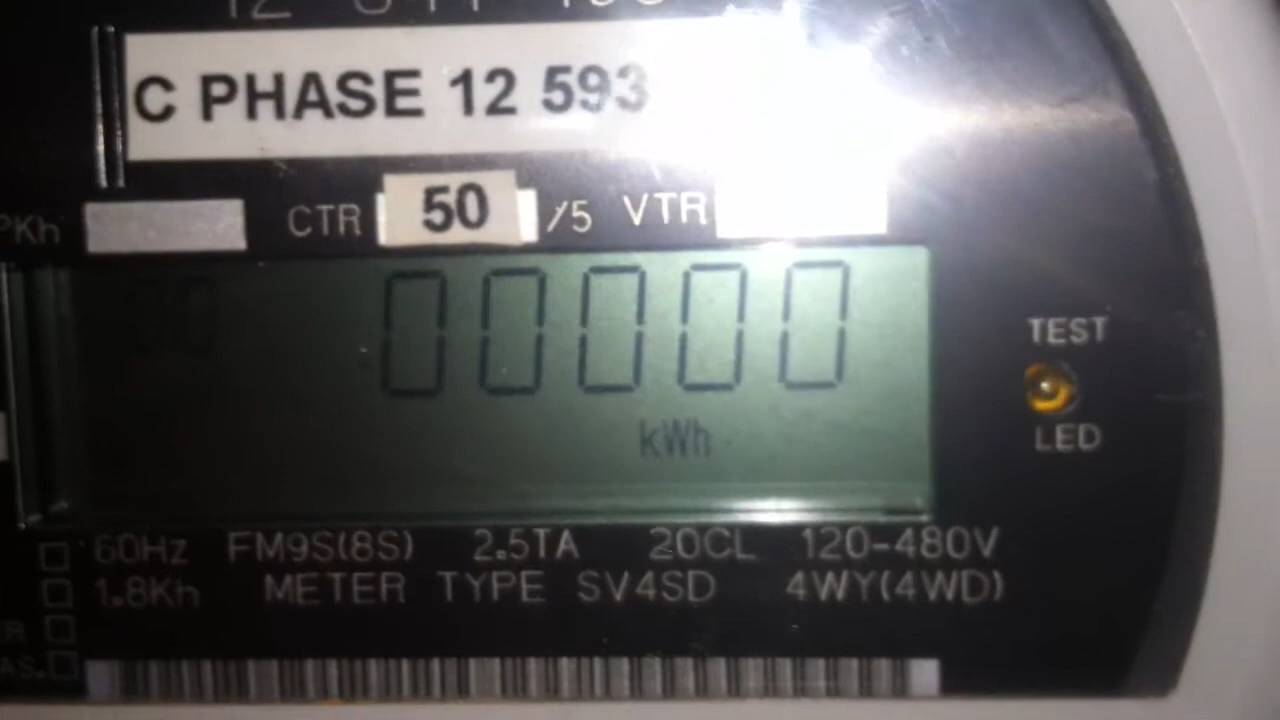 C PHASE 12 593
PKh CTR 50 /5 VTR
00000
kWh
TEST
LED
60Hz FM9S(8S) 2.5TA 20CL 120-480V
1.8Kh METER TYPE SV4SD 4WY(4WD)